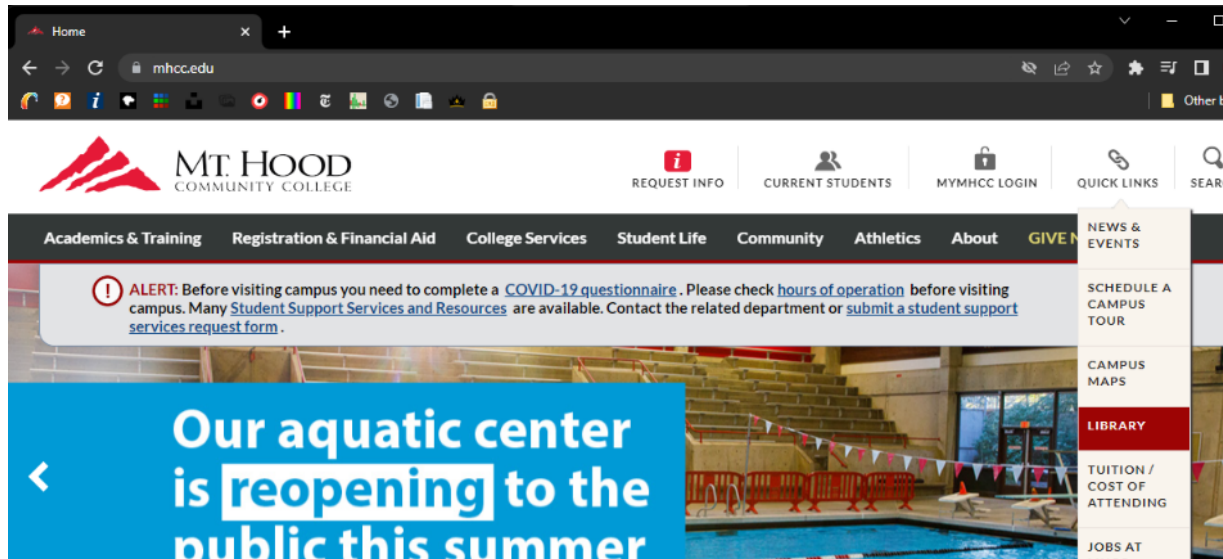 Home
mhcc.edu
Other
MT. HOOD
COMMUNITY COLLEGE
REQUEST INFO
CURRENT STUDENTS
MYMHCC LOGIN
QUICK LINKS
Academics & Training
Registration & Financial Aid
College Services
Student Life
Community
Athletics
About
GIVE
ALERT: Before visiting campus you need to complete a COVID-19 questionnaire. Please check hours of operation before visiting
campus. Many Student Support Services and Resources are available. Contact the related department or submit a student support
services request form.
NEWS &
EVENTS
SCHEDULE A
CAMPUS
TOUR
CAMPUS
MAPS
LIBRARY
TUITION /
COST OF
ATTENDING
JOBS AT
Our aquatic center
is reopening to the
public this summer